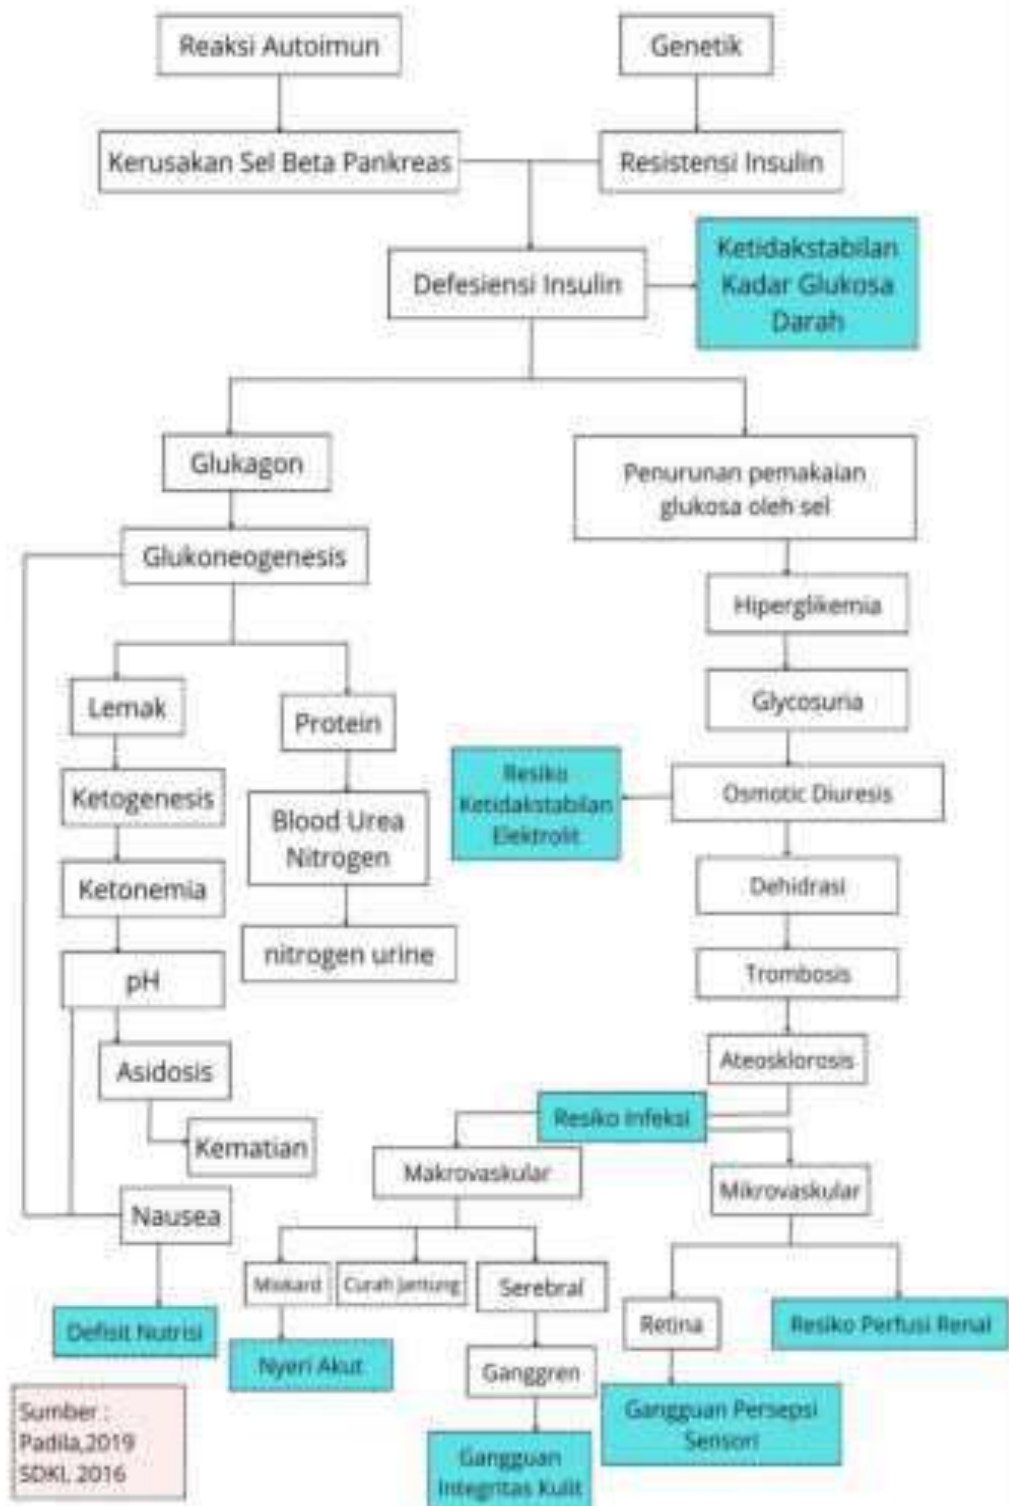 Reaksi Autoimun
Genetik
Kerusakan Sel Beta Pankreas
Resistensi Insulin
Defesiensi Insulin
Ketidakstabilan
Kadar Glukosa
Darah
Glukagon
Penurunan pemakaian
glukosa oleh sel
Glukoneogenesis
Hiperglikemia
Lemak
Protein
Glycosuria
Ketogenesis
Blood Urea
Nitrogen
Resiko
Ketidakstabilan
Elektrolit
Osmotic Diuresis
Ketonemia
Dehidrasi
nitrogen urine
pH
Trombosis
Asidosis
Ateosklorosis
Kematian
Resiko Infeksi
Makrovaskular
Mikrovaskular
Nausea
Miokard
Curah Jantung
Serebral
Retina
Resiko Perfusi Renal
Defisit Nutrisi
Nyeri Akut
Ganggren
Gangguan Persepsi
Sensori
Gangguan
Integritas Kulit
Sumber :
Padila,2019
SDKI, 2016